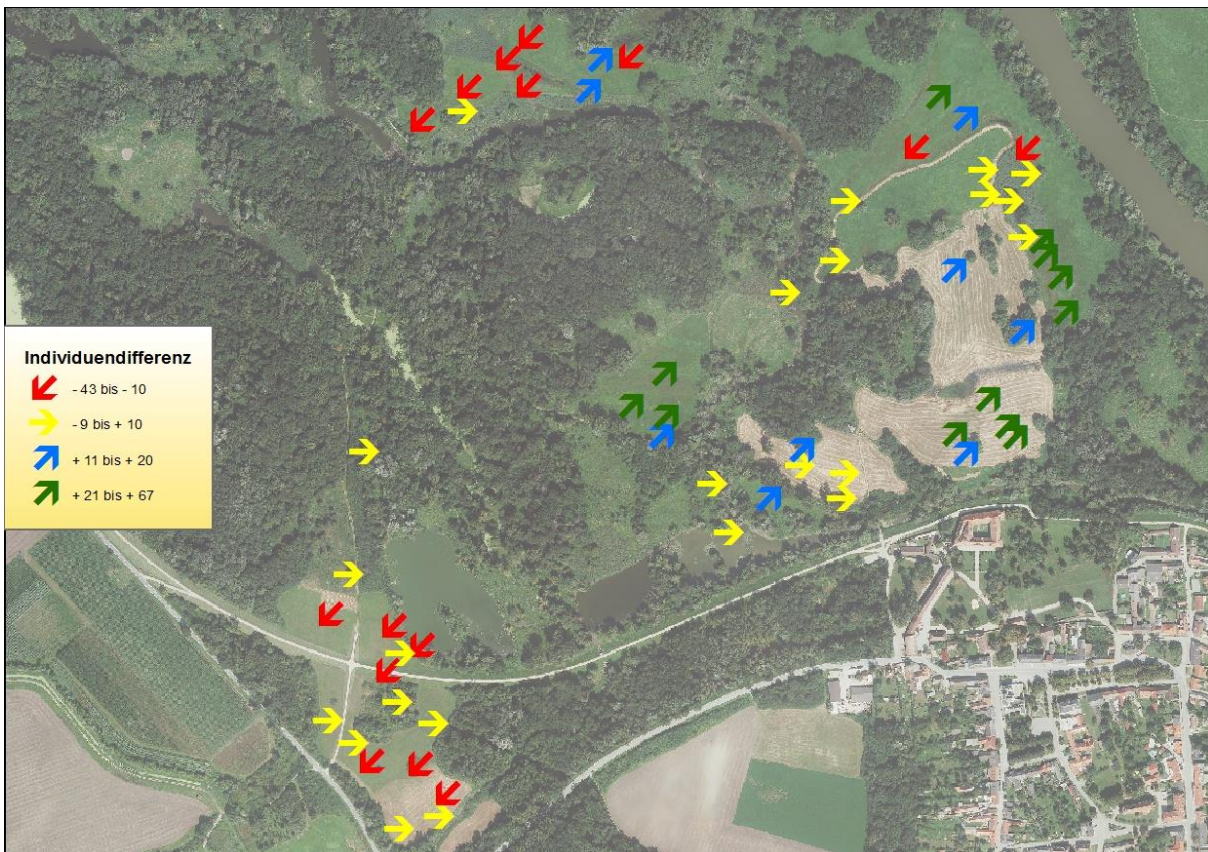 Individuendifferenz
- 43 bis - 10
- 9 bis + 10
+ 11 bis + 20
+ 21 bis + 67